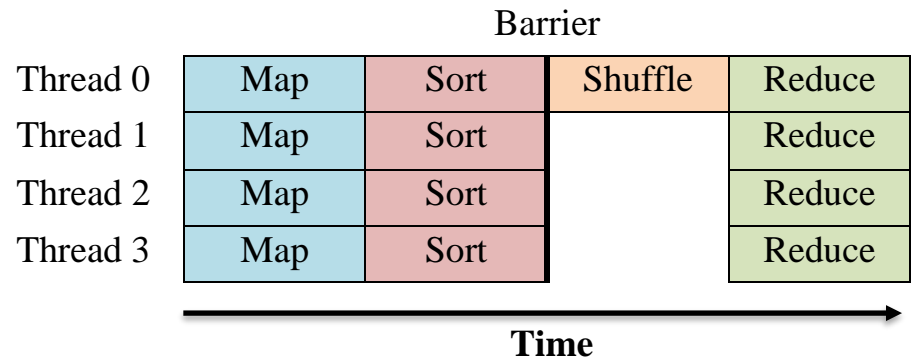 Barrier
Thread 0 Map Sort Shuffle Reduce
Thread 1 Map Sort Reduce
Thread 2 Map Sort Reduce
Thread 3 Map Sort Reduce
Time